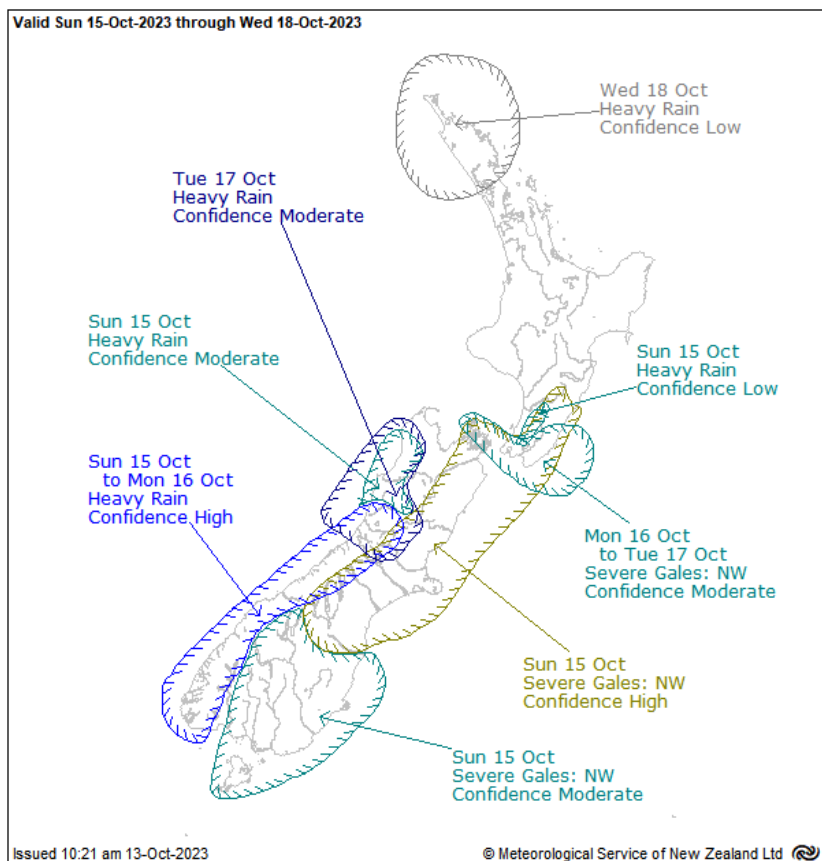 Valid Sun 15-Oct-2023 through Wed 18-Oct-2023
Wed 18 Oct
Heavy Rain
Confidence Low
Tue 17 Oct
Heavy Rain
Confidence Moderate
Sun 15 Oct
Heavy Rain
Confidence Moderate
Sun 15 Oct
Heavy Rain
Confidence Low
Sun 15 Oct
to Mon 16 Oct
Heavy Rain
Confidence High
Mon 16 Oct
to Tue 17 Oct
Severe Gales: NW
Confidence Moderate
Sun 15 Oct
Severe Gales: NW
Confidence High
Sun 15 Oct
Severe Gales: NW
Confidence Moderate
Issued 10:21 am 13-Oct-2023
© Meteorological Service of New Zealand Ltd